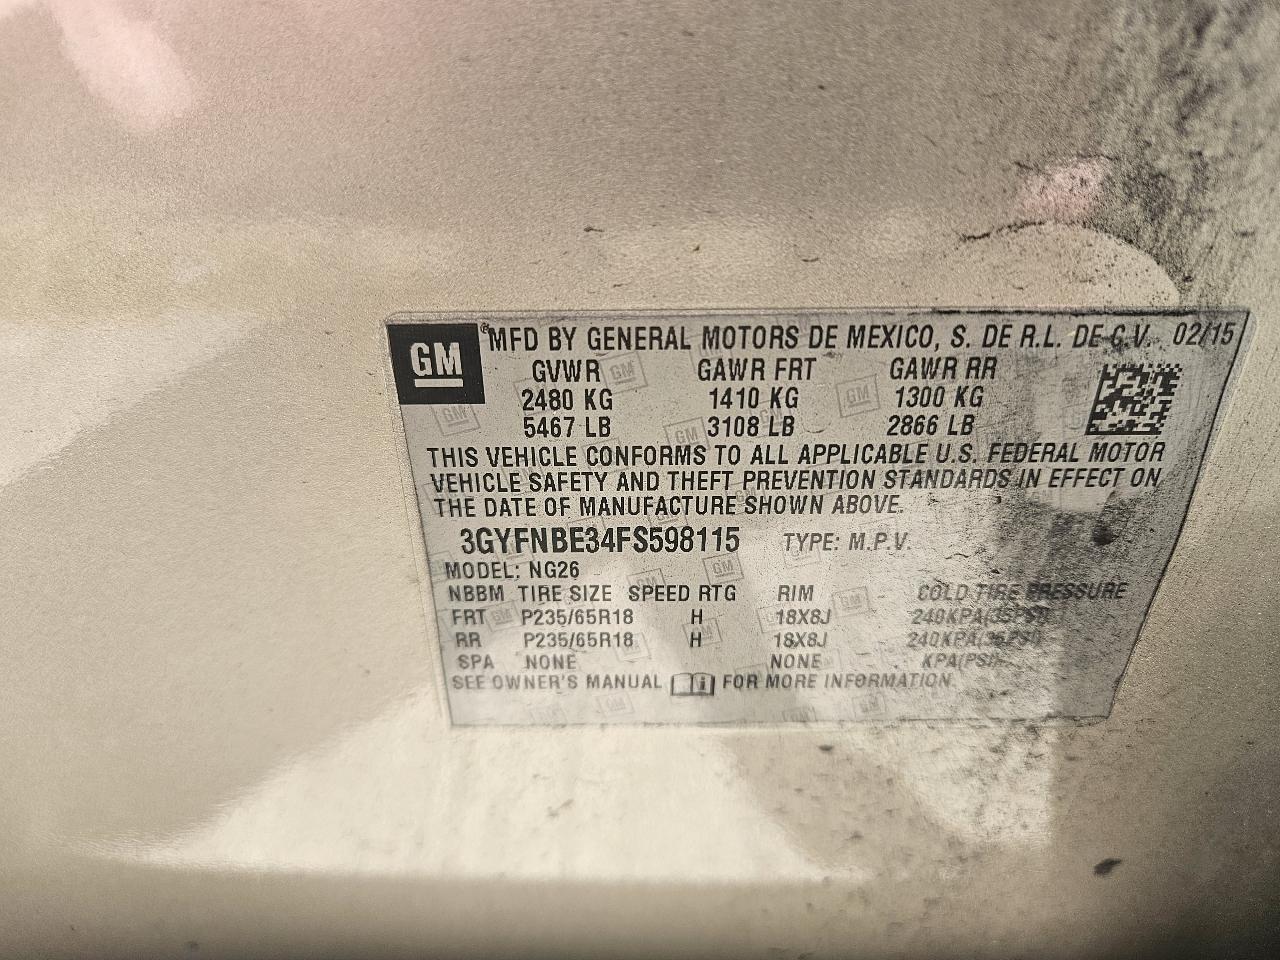 GM ® MFD BY GENERAL MOTORS DE MEXICO, S. DE R.L. DE C.V. 02/15
GVWR GAWR FRT GAWR RR
2480 KG 1410 KG 1300 KG
5467 LB 3108 LB 2866 LB
THIS VEHICLE CONFORMS TO ALL APPLICABLE U.S. FEDERAL MOTOR
VEHICLE SAFETY AND THEFT PREVENTION STANDARDS IN EFFECT ON
THE DATE OF MANUFACTURE SHOWN ABOVE.
3GYFNBE34FS598115 TYPE: M.P.V.
MODEL: NG26
NBBM TIRE SIZE SPEED RTG RIM COLD TIRE PRESSURE
FRT P235/65R18 H 18X8J 240KPA(35PSI)
RR P235/65R18 H 18X8J 240KPA(35PSI)
SPA NONE NONE KPA(PSI)
SEE OWNER'S MANUAL FOR MORE INFORMATION.